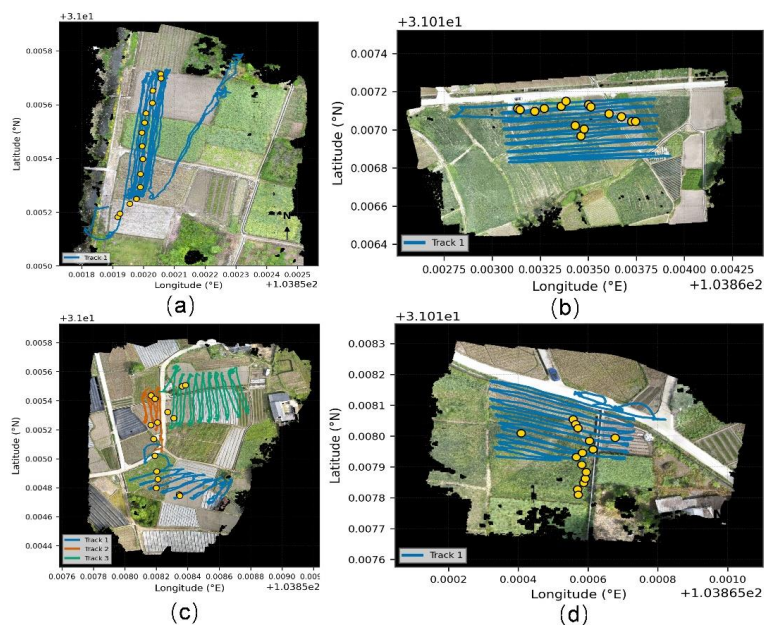 +3.1e1
0.0058
0.0056
0.0054
0.0052
0.0050
Latitude (°N)
Track 1
N
0.0018 0.0019 0.0020 0.0021 0.0022 0.0023 0.0024 0.0025
Longitude (°E)
+1.0385e2
(a)
+3.101e1
0.0074
0.0072
0.0070
0.0068
0.0066
0.0064
Latitude (°N)
Track 1
0.00275 0.00300 0.00325 0.00350 0.00375 0.00400 0.00425
Longitude (°E)
+1.0386e2
(b)
+3.1e1
0.0058
0.0056
0.0054
0.0052
0.0050
0.0048
0.0046
0.0044
Latitude (°N)
Track 1
Track 2
Track 3
0.0076 0.0078 0.0080 0.0082 0.0084 0.0086 0.0088 0.0090
Longitude (°E)
+1.0385e2
(c)
+3.101e1
0.0083
0.0082
0.0081
0.0080
0.0079
0.0078
0.0077
0.0076
Latitude (°N)
Track 1
0.0002 0.0004 0.0006 0.0008 0.0010
Longitude (°E)
+1.03865e2
(d)